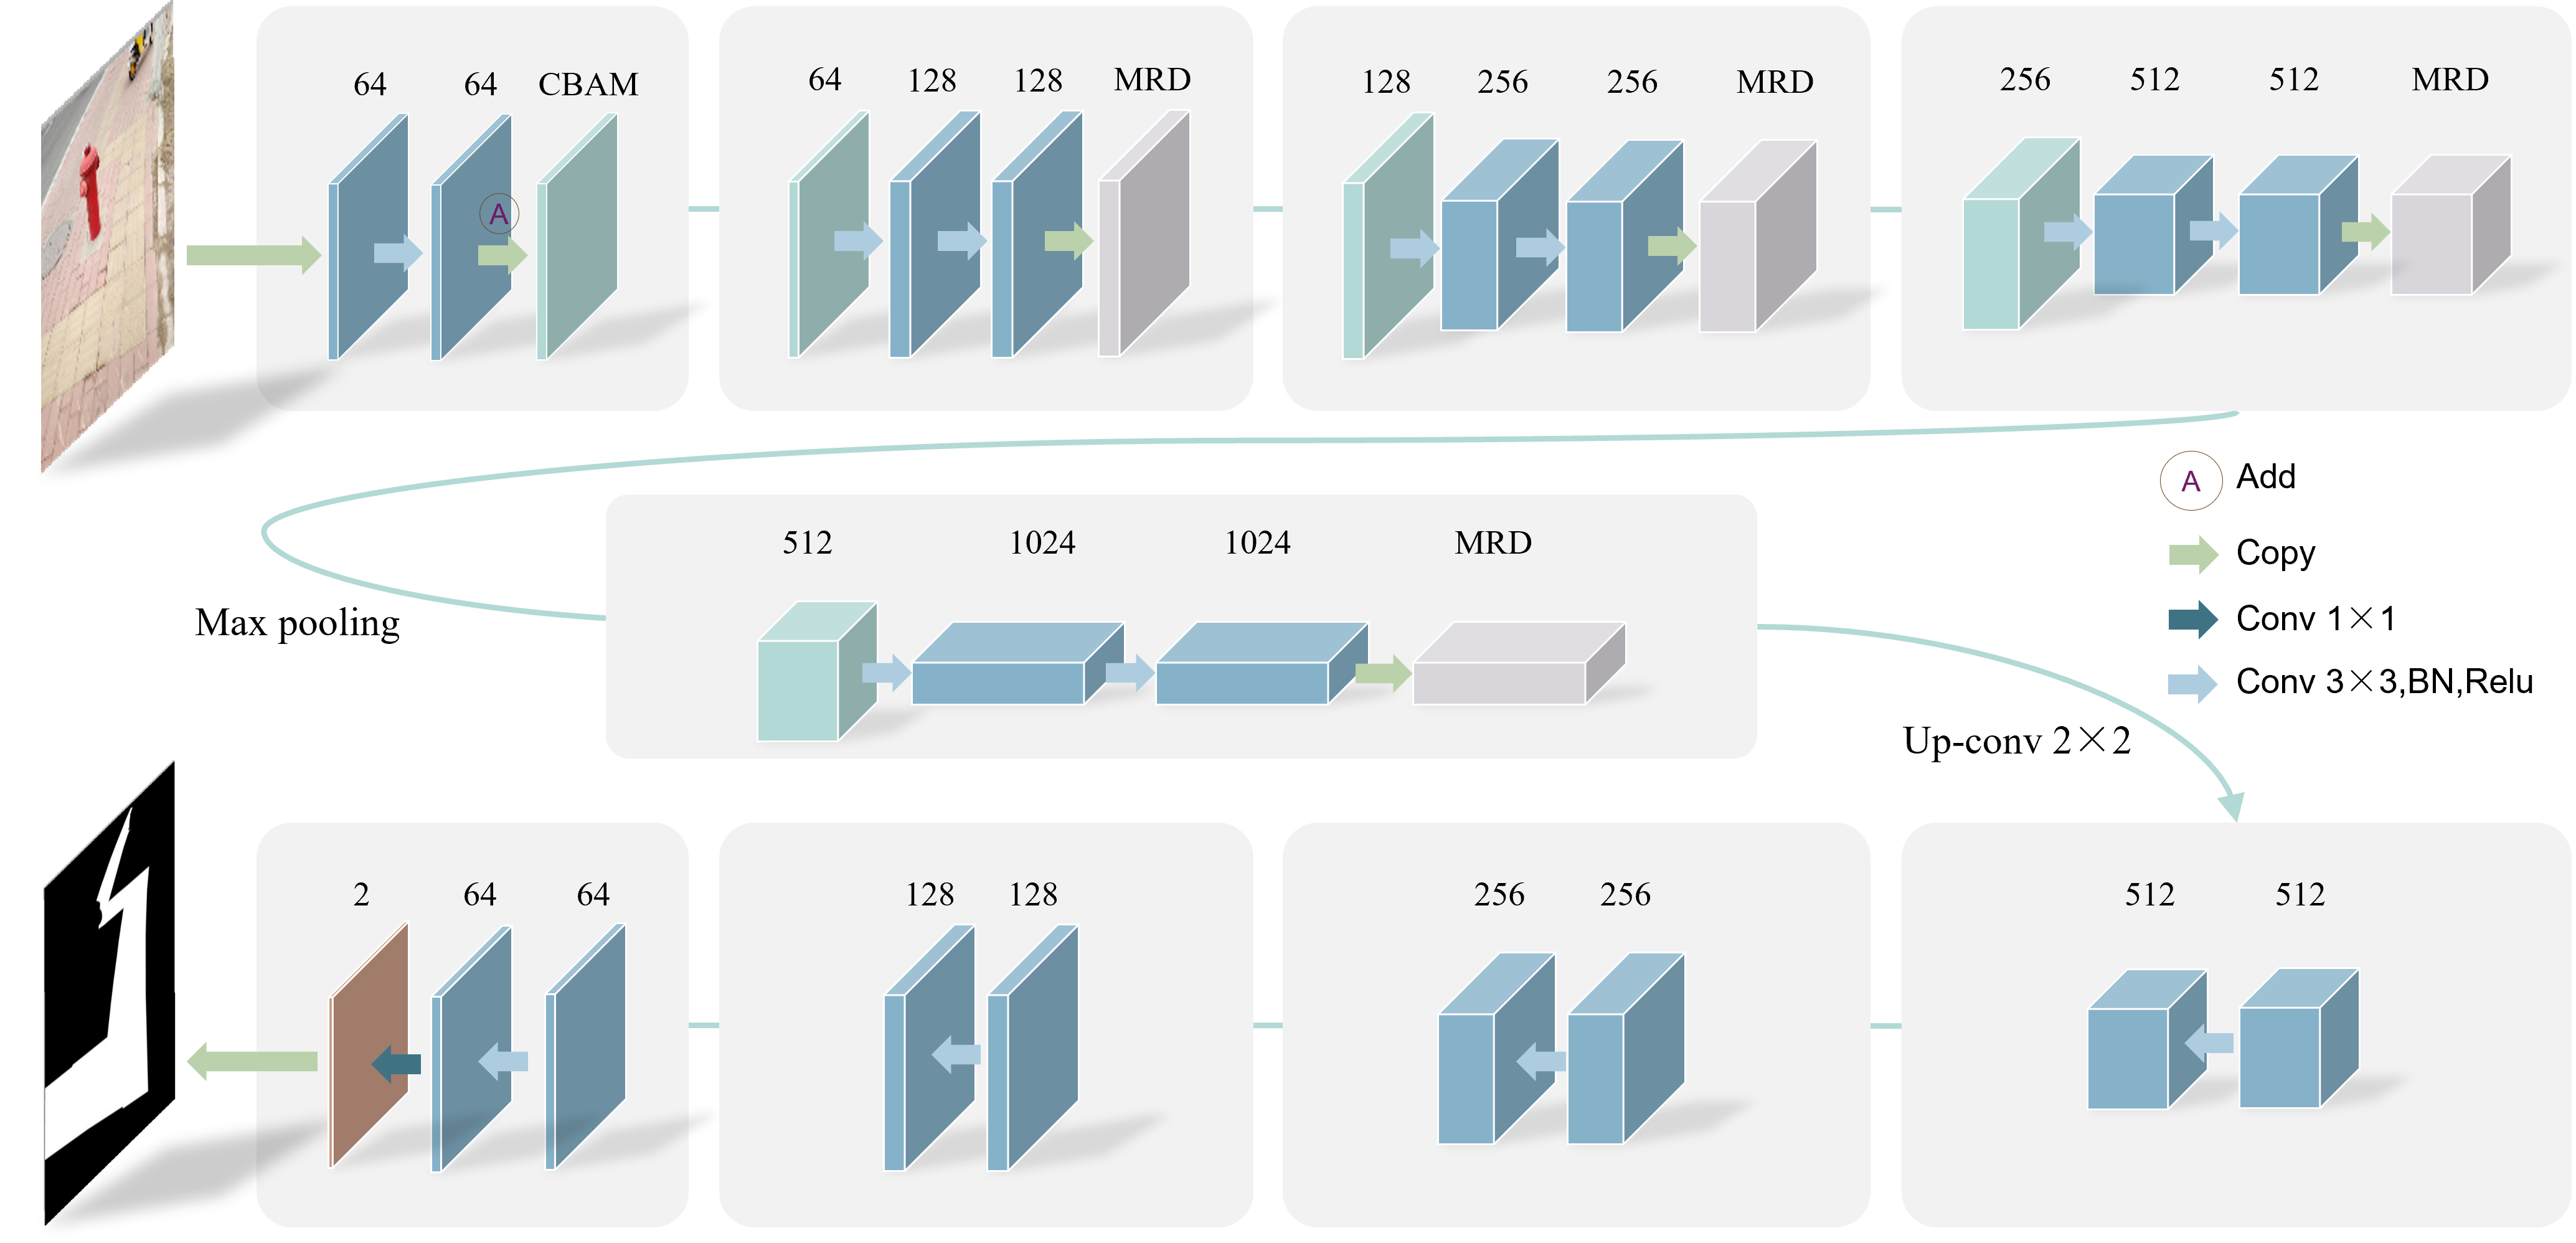 64 64 CBAM
64 128 128 MRD
128 256 256 MRD
256 512 512 MRD
A
A Add
Copy
Conv 1×1
Conv 3×3,BN,Relu
512 1024 1024 MRD
Max pooling
Up-conv 2×2
2 64 64
128 128
256 256
512 512